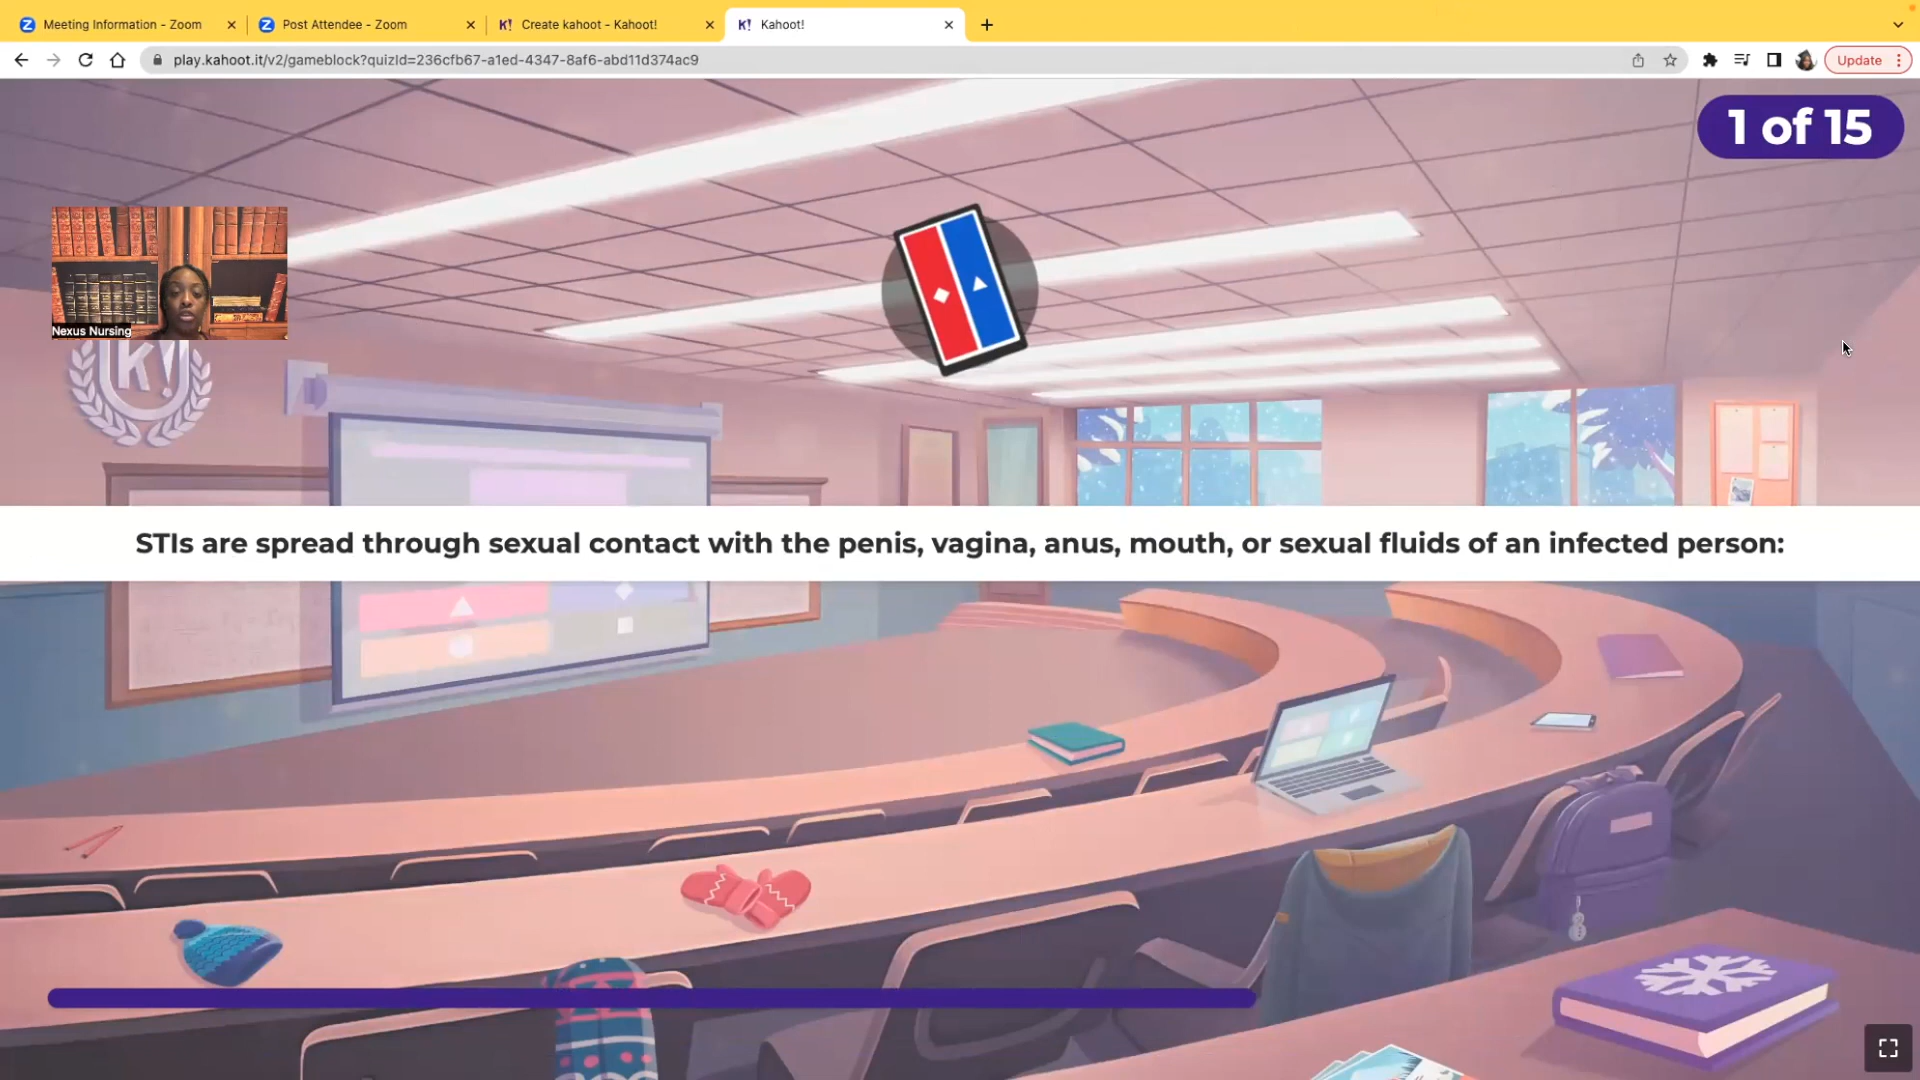 Meeting Information - Zoom
Post Attendee - Zoom
K! Create kahoot - Kahoot!
K! Kahoot!
play.kahoot.it/v2/gameblock?quizId=236cfb67-a1ed-4347-8af6-abd11d374ac9
Update
1 of 15
Nexus Nursing
K!
STIs are spread through sexual contact with the penis, vagina, anus, mouth, or sexual fluids of an infected person: